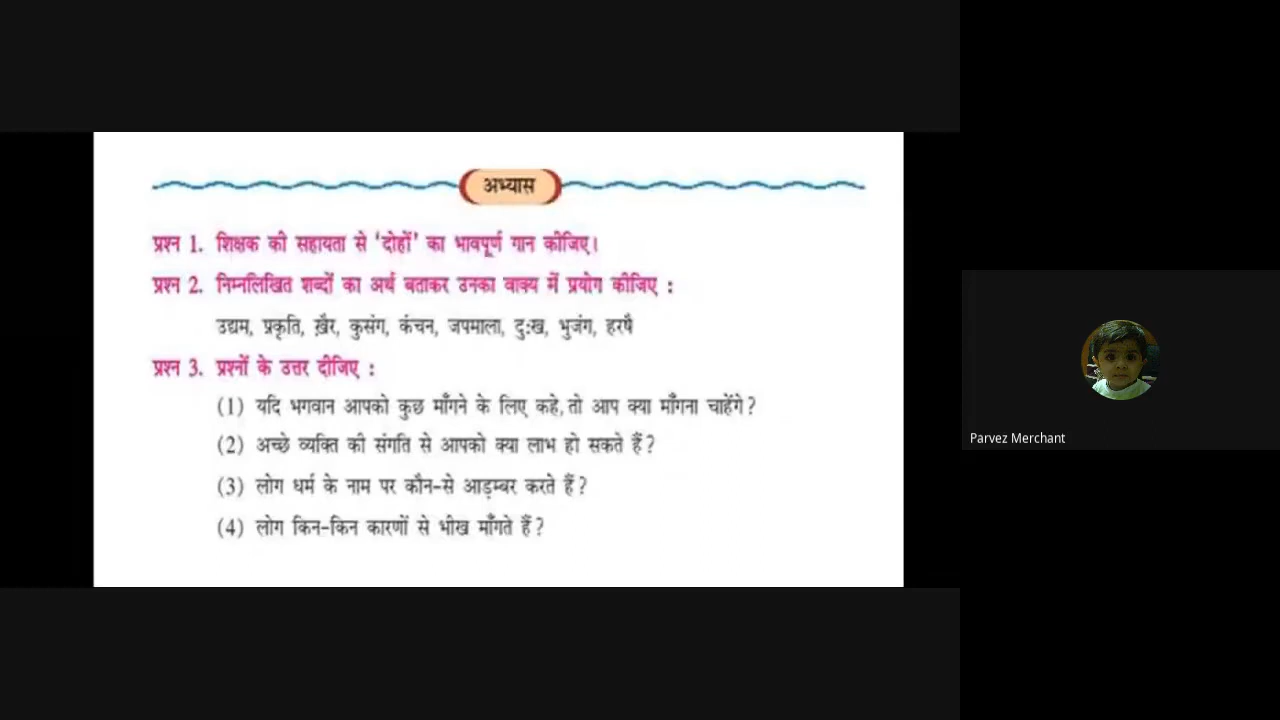 अभ्यास
प्रश्न 1. शिक्षक की सहायता से 'दोहों' का भावपूर्ण गान कीजिए।
प्रश्न 2. निम्नलिखित शब्दों का अर्थ बताकर उनका वाक्य में प्रयोग कीजिए :
उद्यम, प्रकृति, ख़ैर, कुसंग, कंचन, जपमाला, दुःख, भुजंग, हरषै
प्रश्न 3. प्रश्नों के उत्तर दीजिए :
(1) यदि भगवान आपको कुछ माँगने के लिए कहे, तो आप क्या माँगना चाहेंगे ?
(2) अच्छे व्यक्ति की संगति से आपको क्या लाभ हो सकते हैं ?
(3) लोग धर्म के नाम पर कौन-से आड़म्बर करते हैं ?
(4) लोग किन-किन कारणों से भीख माँगते हैं ?
Parvez Merchant